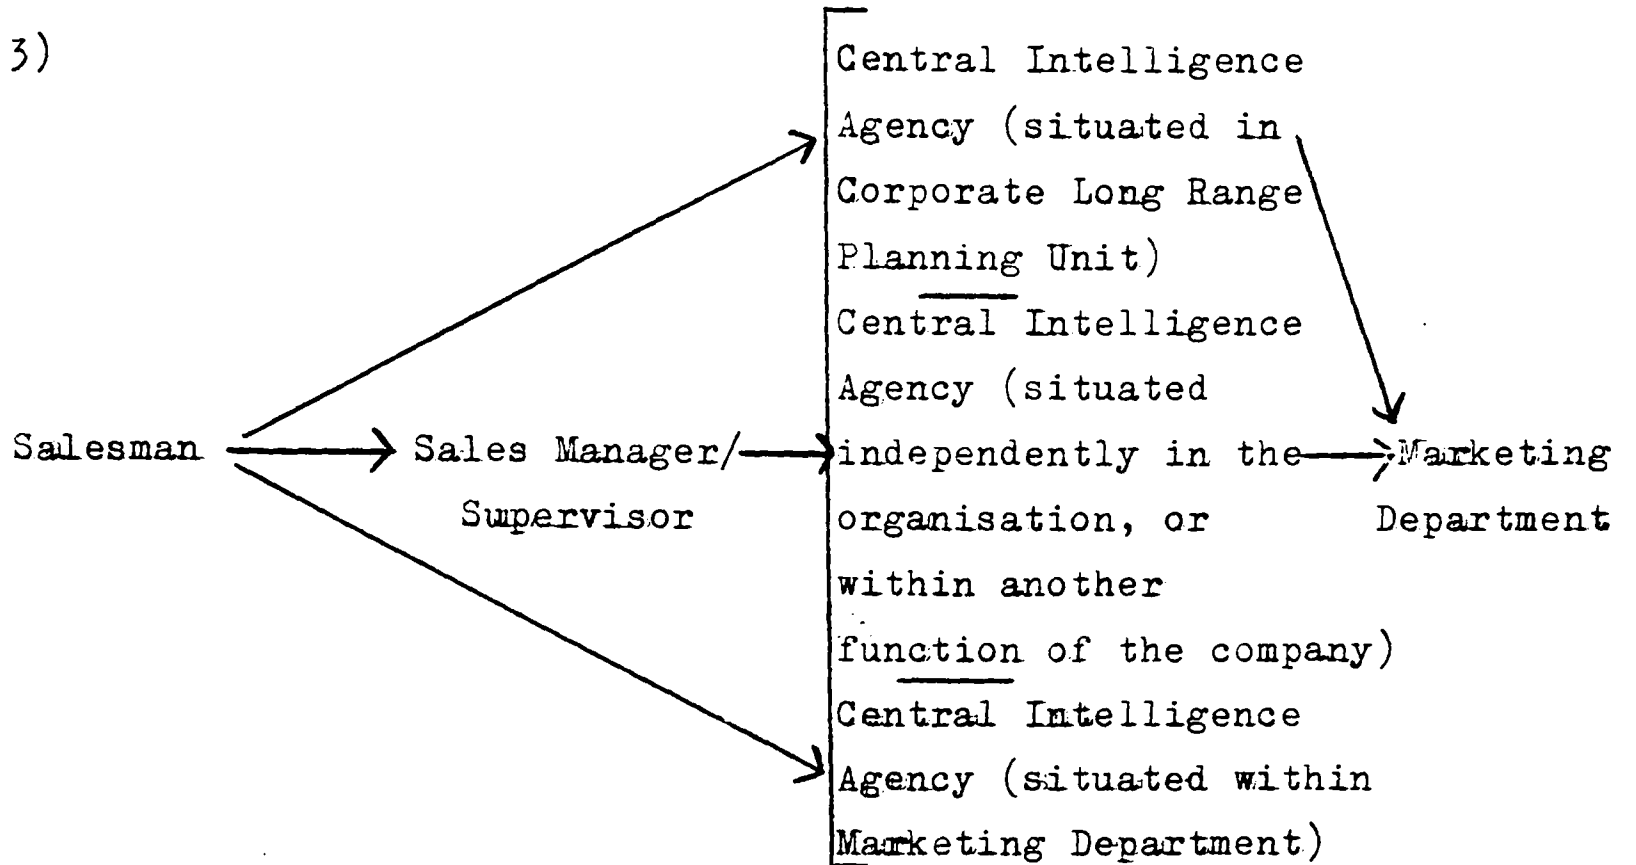 3)
Central Intelligence
Agency (situated in
Corporate Long Range
Planning Unit)
Central Intelligence
Agency (situated
Salesman Sales Manager/ independently in the Marketing
Supervisor organisation, or Department
within another
function of the company)
Central Intelligence
Agency (situated within
Marketing Department)